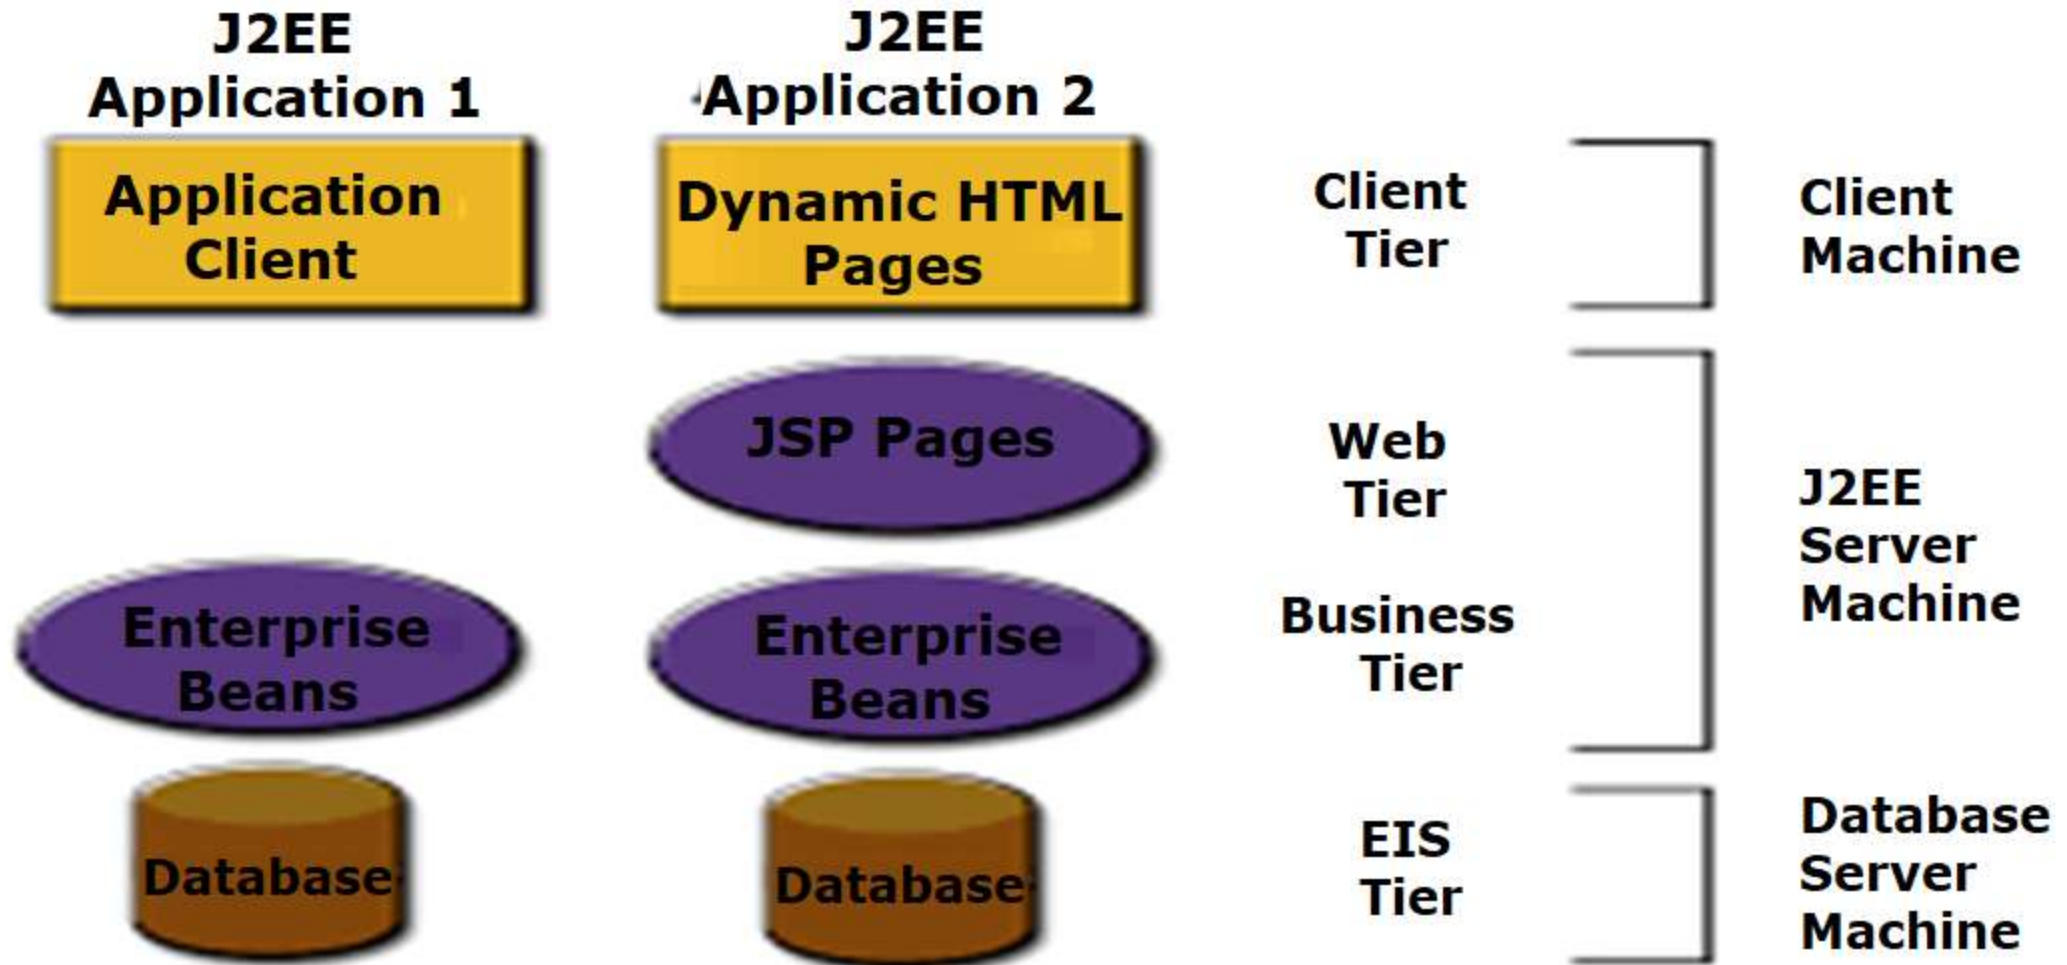 J2EE
Application 1
J2EE
Application 2
Application
Client
Dynamic HTML
Pages
Client
Tier
Client
Machine
JSP Pages
Web
Tier
J2EE
Server
Machine
Enterprise
Beans
Enterprise
Beans
Business
Tier
Database
Database
EIS
Tier
Database
Server
Machine